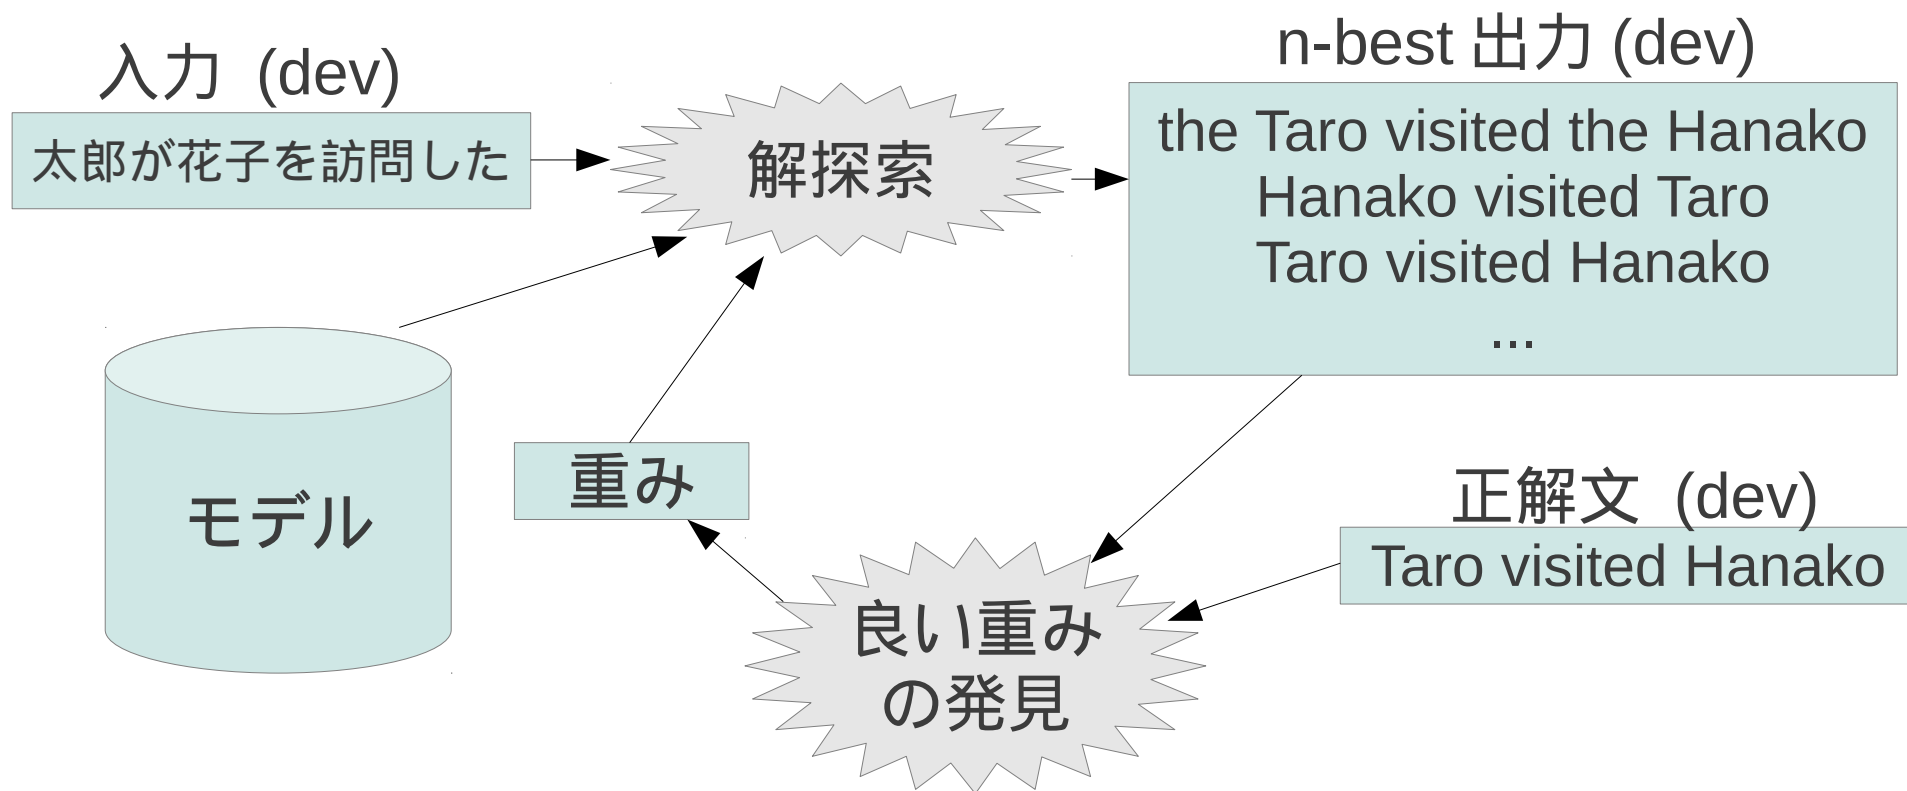 入力 (dev)
太郎が花子を訪問した
解探索
n-best 出力 (dev)
the Taro visited the Hanako
Hanako visited Taro
Taro visited Hanako
...
モデル
重み
正解文 (dev)
Taro visited Hanako
良い重み
の発見